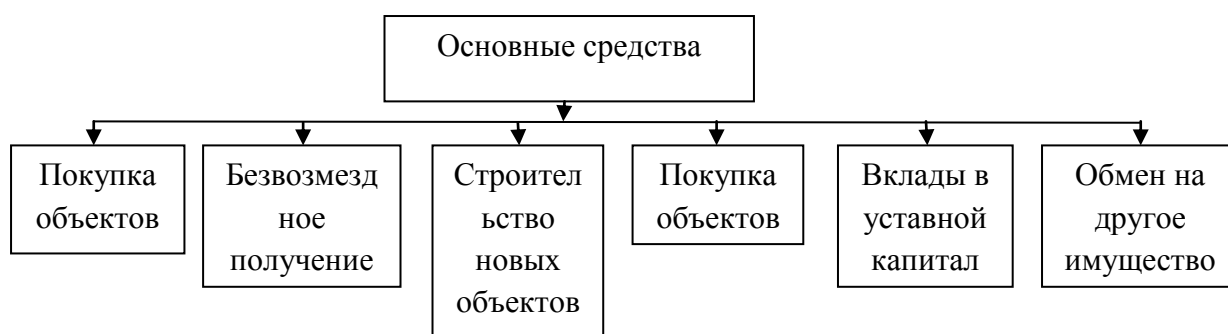 Основные средства
Покупка
объектов
Безвозмезд
ное
получение
Строител
ьство
новых
объектов
Покупка
объектов
Вклады в
уставной
капитал
Обмен на
другое
имущество